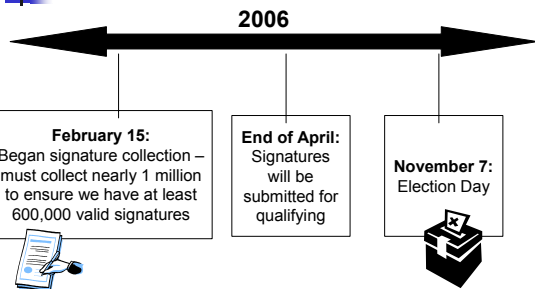 2006
February 15:
Began signature collection –
must collect nearly 1 million
to ensure we have at least
600,000 valid signatures
End of April:
Signatures
will be
submitted for
qualifying
November 7:
Election Day